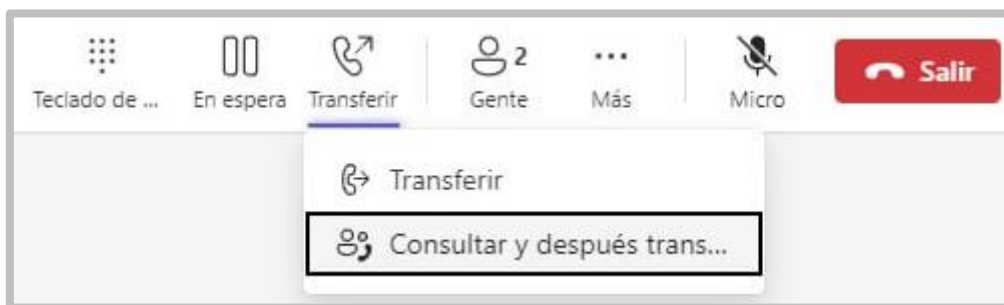 2
Salir
Teclado de ... En espera Transferir Gente Más Micro
Transferir
Consultar y después trans...